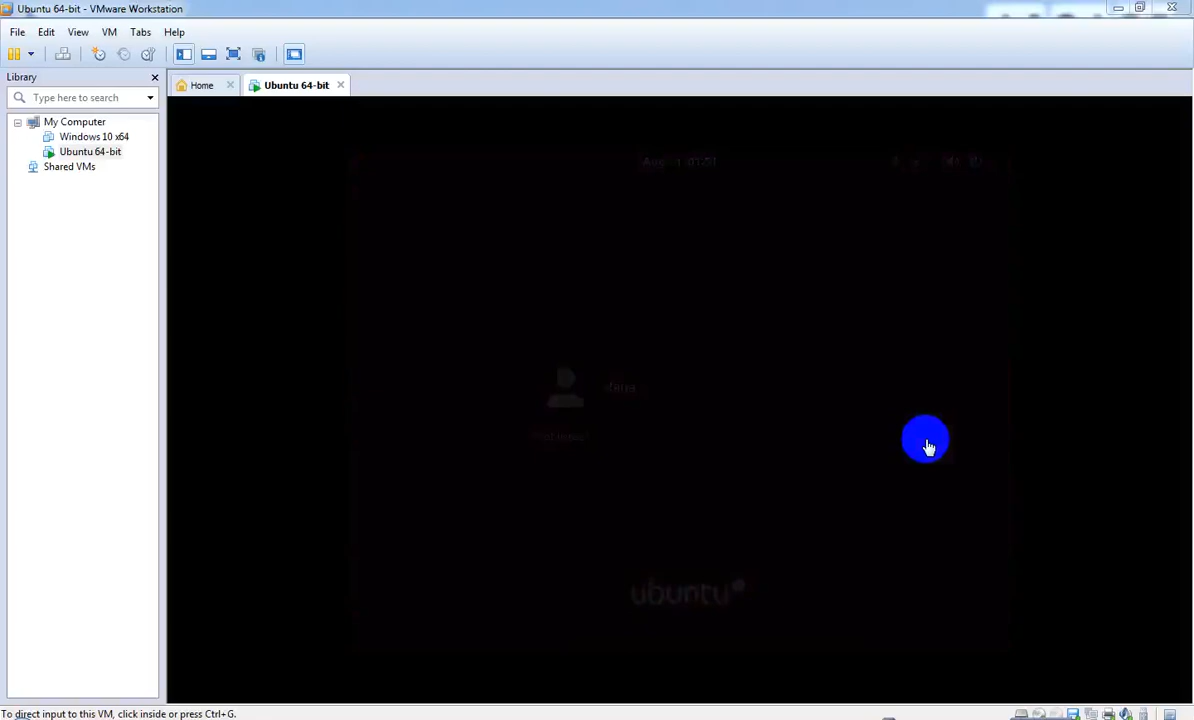 Ubuntu 64-bit - VMware Workstation
File Edit View VM Tabs Help
Library
Type here to search
Home
Ubuntu 64-bit
My Computer
Windows 10 x64
Ubuntu 64-bit
Shared VMs
ubuntu
To direct input to this VM, click inside or press Ctrl+G.